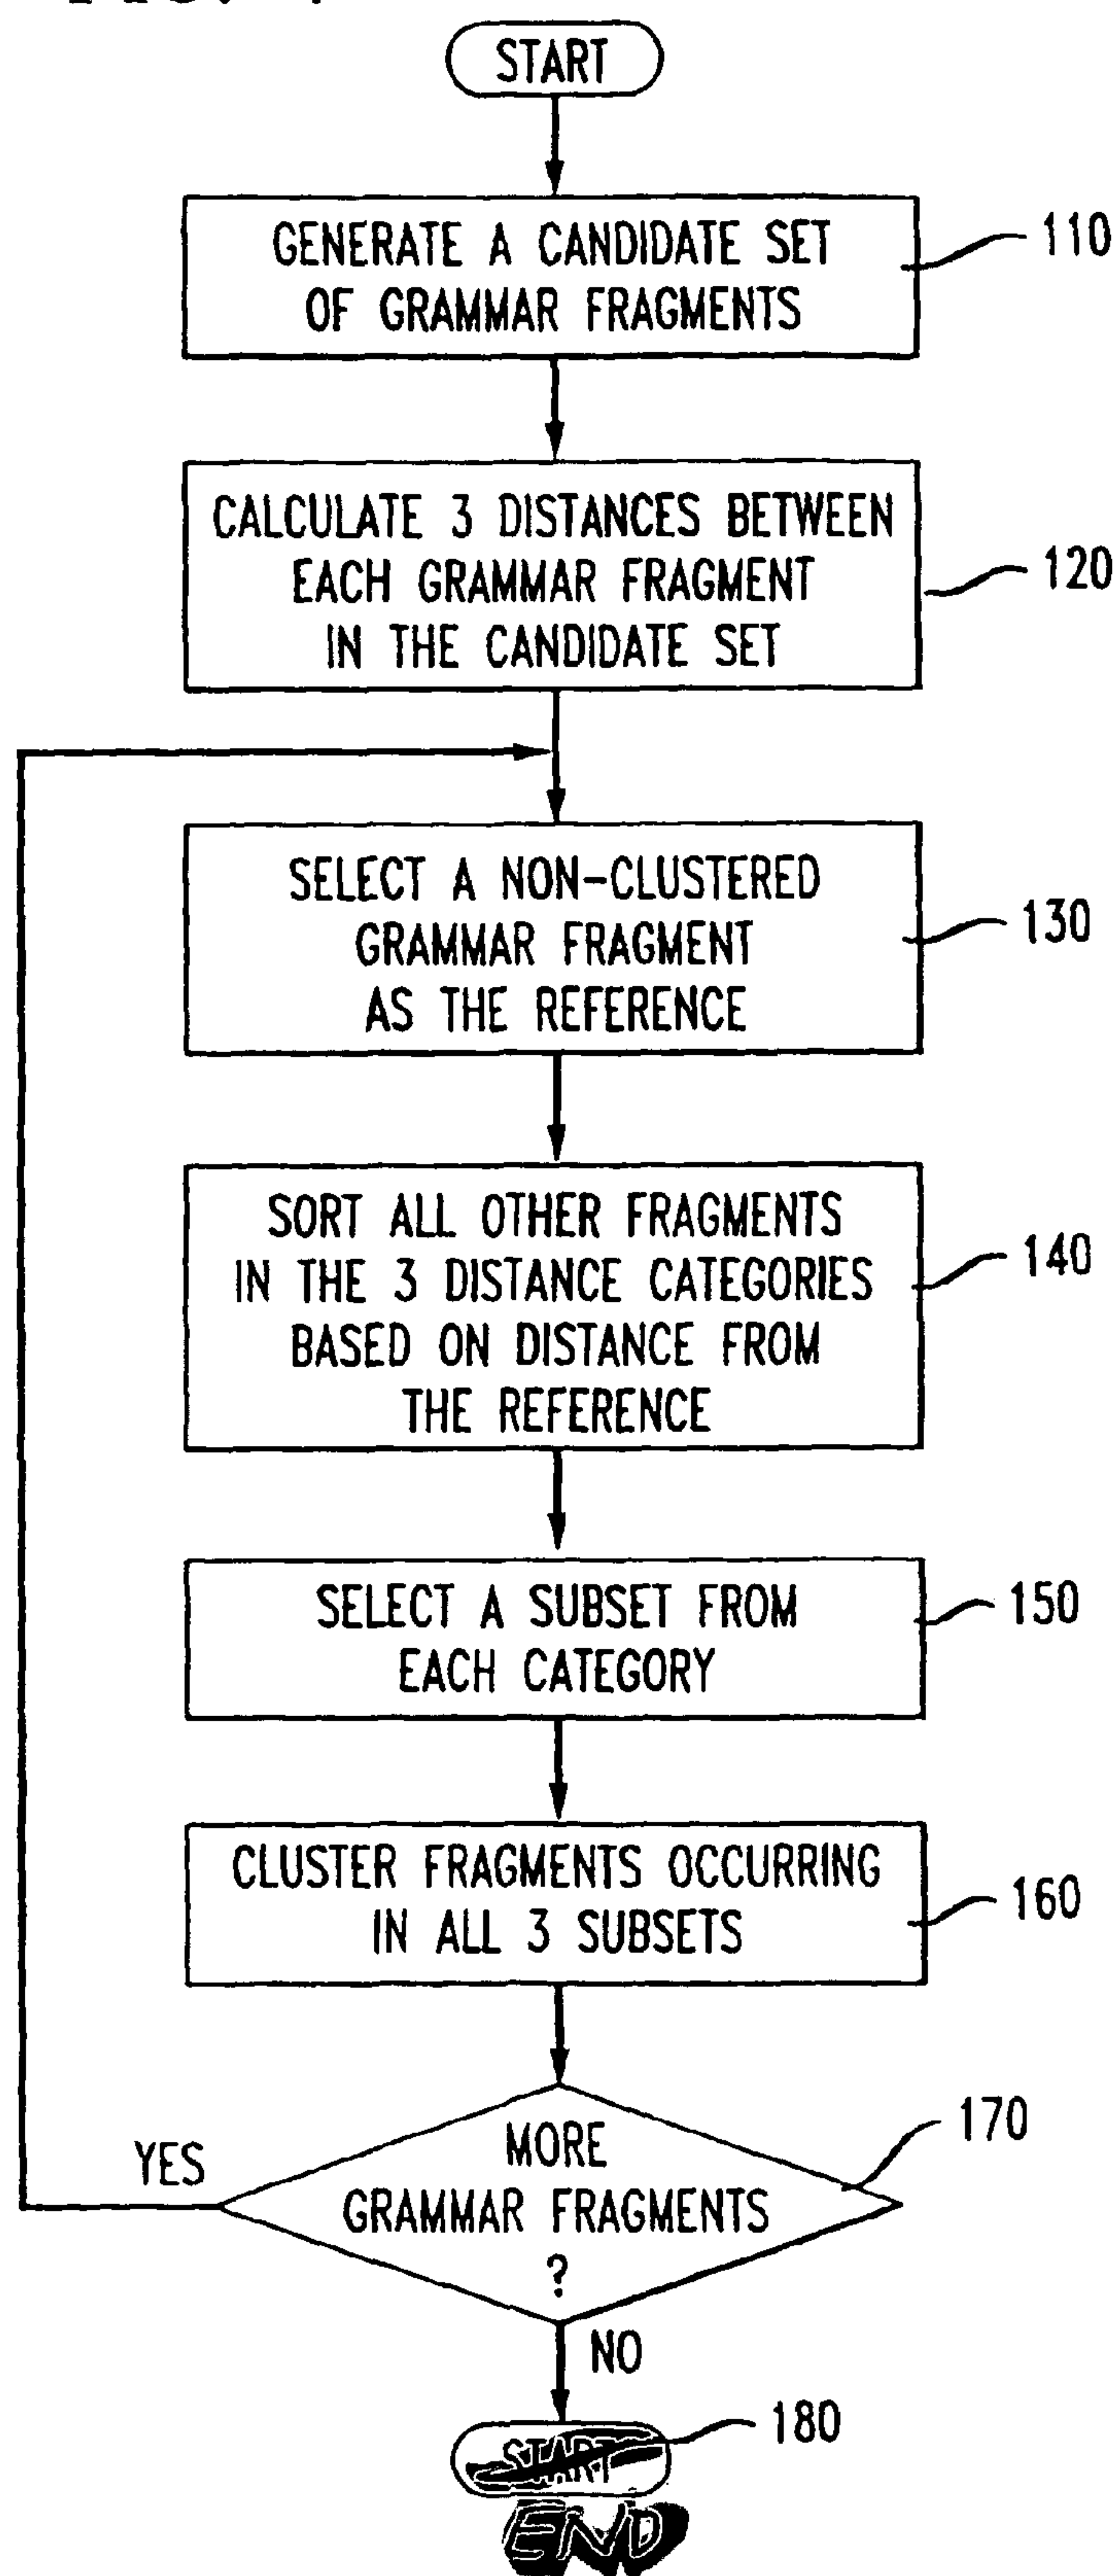 START
GENERATE A CANDIDATE SET
OF GRAMMAR FRAGMENTS
110
CALCULATE 3 DISTANCES BETWEEN
EACH GRAMMAR FRAGMENT
IN THE CANDIDATE SET
120
SELECT A NON-CLUSTERED
GRAMMAR FRAGMENT
AS THE REFERENCE
130
SORT ALL OTHER FRAGMENTS
IN THE 3 DISTANCE CATEGORIES
BASED ON DISTANCE FROM
THE REFERENCE
140
SELECT A SUBSET FROM
EACH CATEGORY
150
CLUSTER FRAGMENTS OCCURRING
IN ALL 3 SUBSETS
160
MORE
GRAMMAR FRAGMENTS
?
170
YES
NO
START
180
END